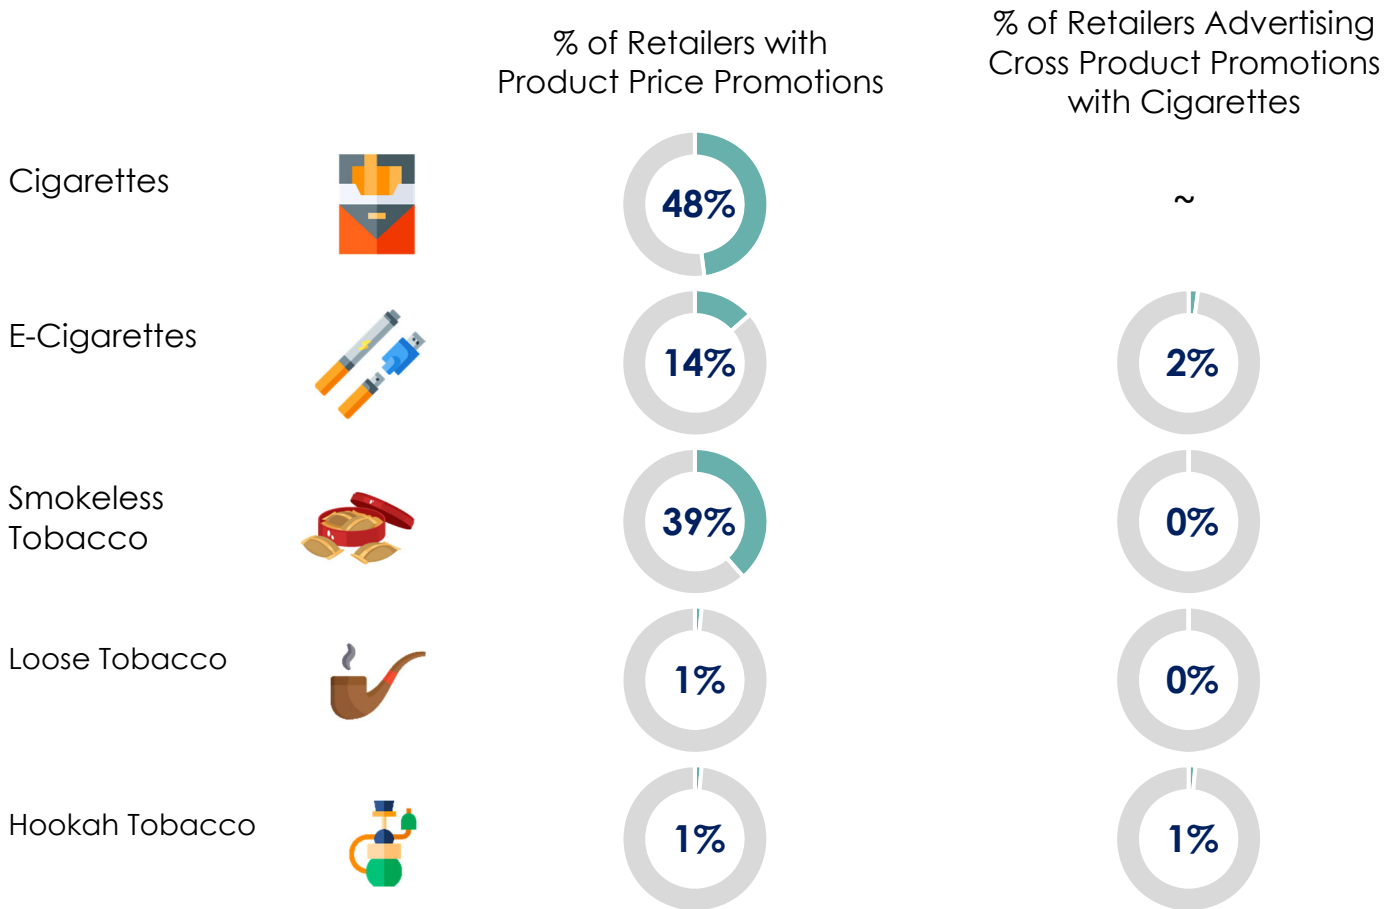 % of Retailers with
Product Price Promotions
% of Retailers Advertising
Cross Product Promotions
with Cigarettes
Cigarettes
48%
~
E-Cigarettes
14%
2%
Smokeless
Tobacco
39%
0%
Loose Tobacco
1%
0%
Hookah Tobacco
1%
1%